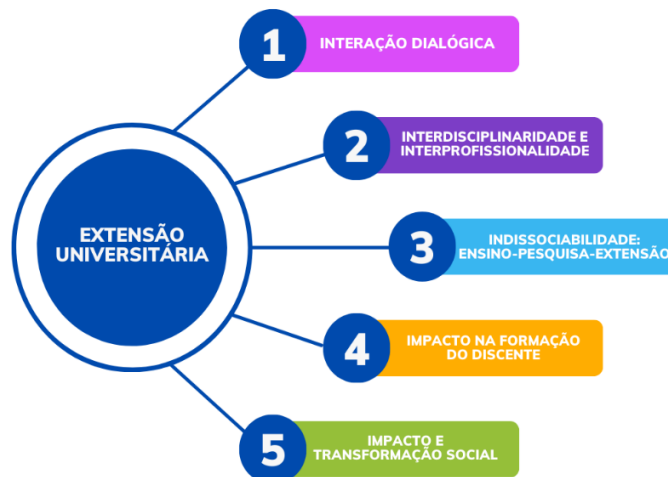 EXTENSÃO
UNIVERSITÁRIA
1
INTERAÇÃO DIALÓGICA
2
INTERDISCIPLINARIDADE E
INTERPROFISSIONALIDADE
3
INDISSOCIABILIDADE:
ENSINO-PESQUISA-EXTENSÃO
4
IMPACTO NA FORMAÇÃO
DO DISCENTE
5
IMPACTO E
TRANSFORMAÇÃO SOCIAL